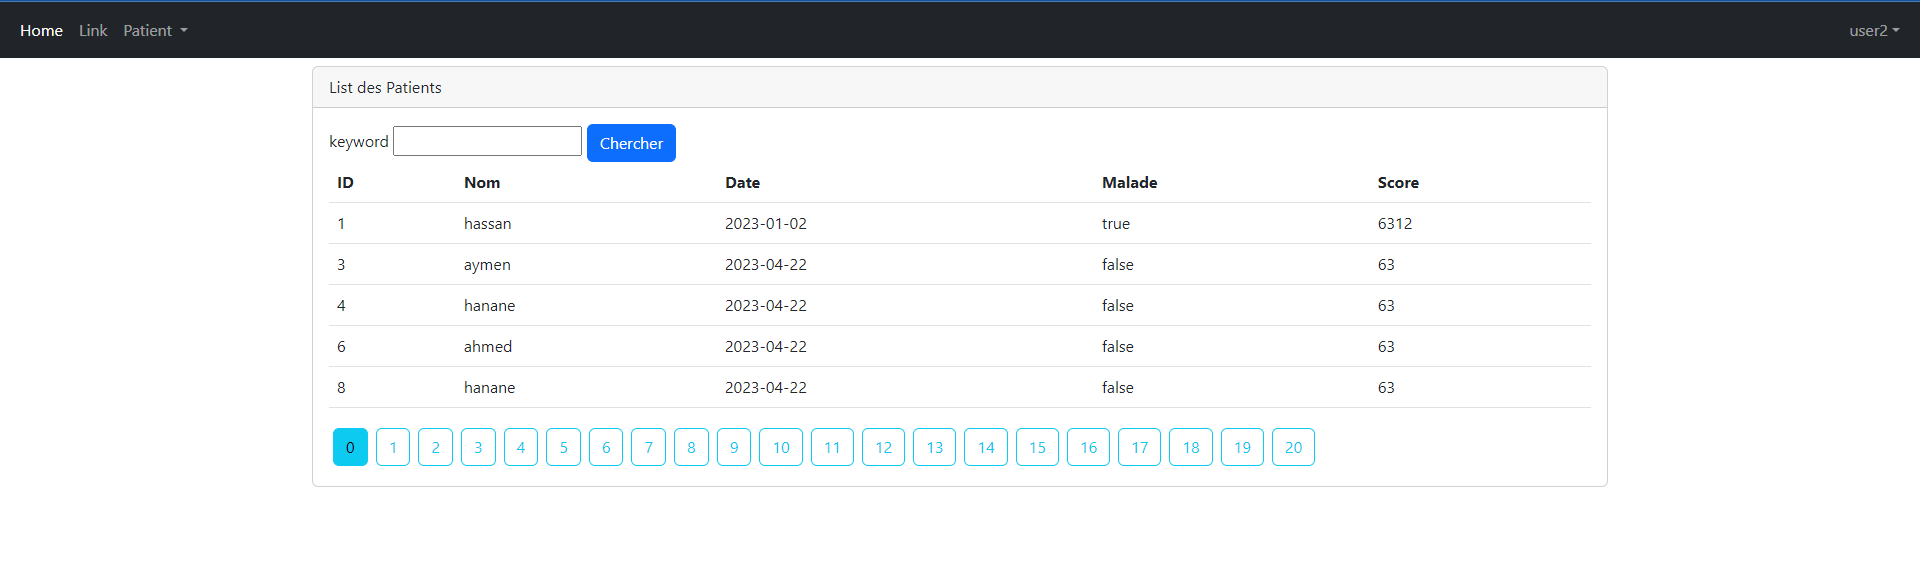 Home Link Patient user2
List des Patients
keyword Chercher
ID Nom Date Malade Score
1 hassan 2023-01-02 true 6312
3 aymen 2023-04-22 false 63
4 hanane 2023-04-22 false 63
6 ahmed 2023-04-22 false 63
8 hanane 2023-04-22 false 63
0 1 2 3 4 5 6 7 8 9 10 11 12 13 14 15 16 17 18 19 20